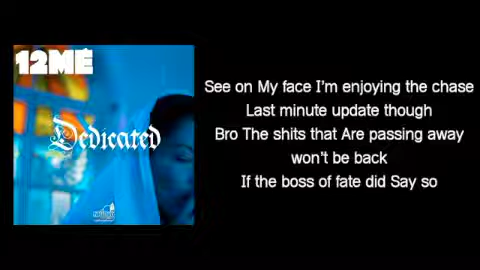 12MÉ
Dedicated
See on My face I'm enjoying the chase
Last minute update though
Bro The shits that Are passing away
won't be back
If the boss of fate did Say so